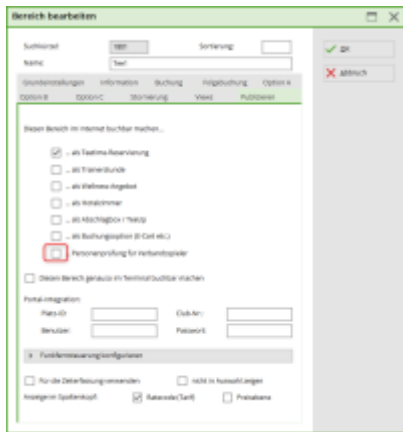 Bereich bearbeiten
Suchkürzel: 1001 Sortierung:
Name: Test
OK
Abbruch
Grundeinstellungen Information Buchung Folgebuchung Option A
Option B Option C Stornierung Views Publizieren
Diesen Bereich im Internet buchbar machen...
... als Teetime-Reservierung
... als Trainerstunde
... als Wellness Angebot
... als Hotelzimmer
... als Abschlagbox / TeeUp
... als Buchungsoption (E-Cart etc.)
Personenprüfung für Verbandsspieler
Diesen Bereich genauso im Terminal buchbar machen
Portal-Integration:
Platz-ID: Club-Nr.:
Benutzer: Passwort:
Funkfernsteuerung konfigurieren
Für die Zeiterfassung verwenden nicht in Auswahl zeigen
Anzeige im Spaltenkopf: Ratecode (Tarif) Preisebene